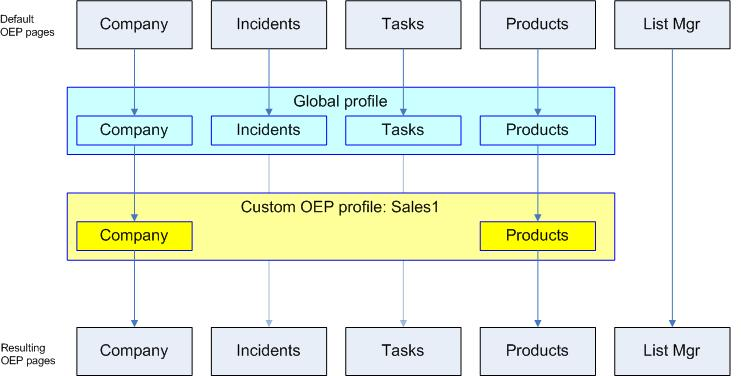 Default
OEP pages
Company
Incidents
Tasks
Products
List Mgr
Global profile
Company
Incidents
Tasks
Products
Custom OEP profile: Sales1
Company
Products
Resulting
OEP pages
Company
Incidents
Tasks
Products
List Mgr